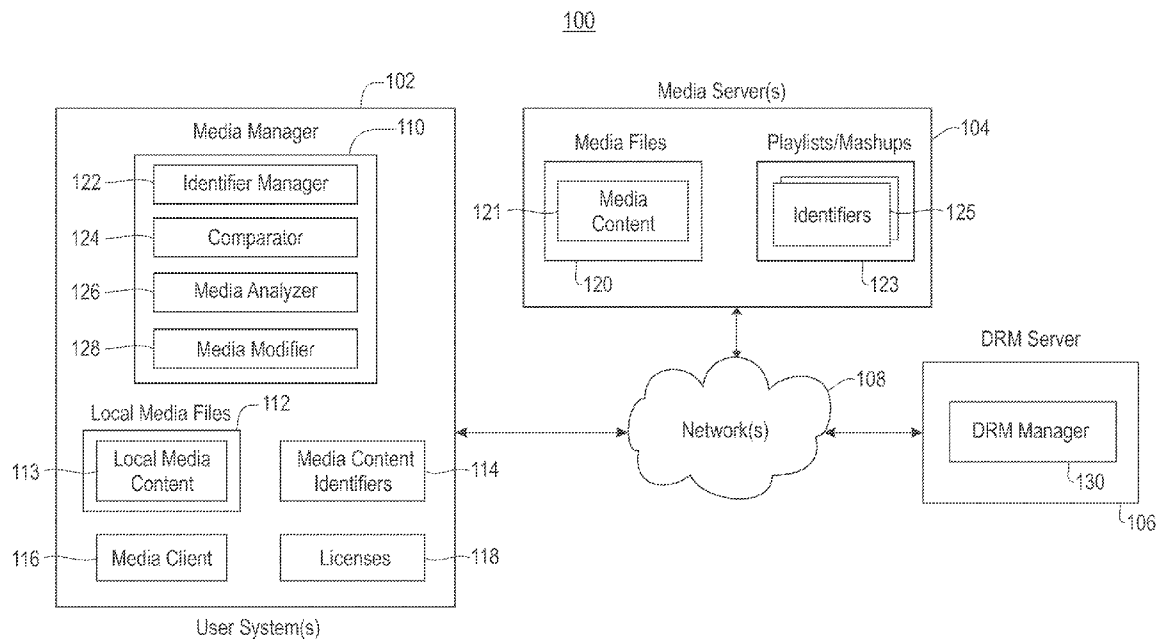 100
102
Media Manager
110
122
Identifier Manager
124
Comparator
126
Media Analyzer
128
Media Modifier
Local Media Files
112
113
Local Media
Content
Media Content
Identifiers
114
116
Media Client
Licenses
118
User System(s)
Media Server(s)
104
Media Files
121
Media
Content
120
Playlists/Mashups
Identifiers
125
123
108
Network(s)
DRM Server
DRM Manager
130
106